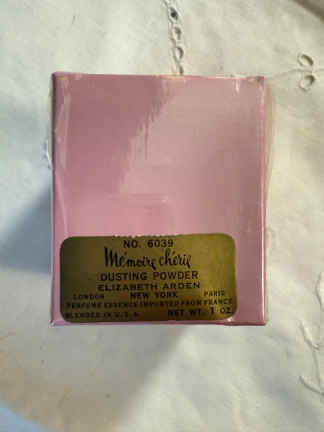 NO. 6039
Mémoire chérie
DUSTING POWDER
ELIZABETH ARDEN
LONDON NEW YORK PARIS
PERFUME ESSENCE IMPORTED FROM FRANCE
BLENDED IN U.S.A. NET WT. 1 OZ.